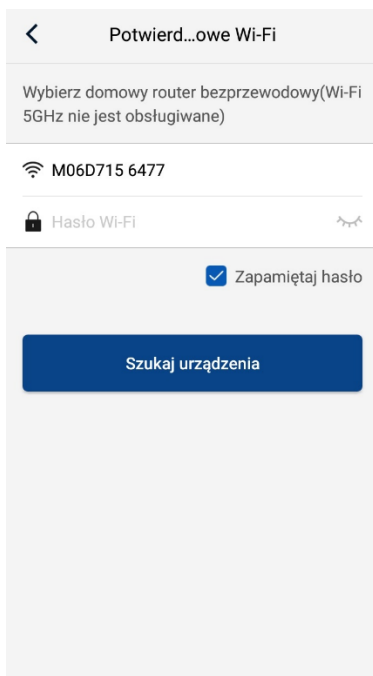 Potwierd...owe Wi-Fi
Wybierz domowy router bezprzewodowy(Wi-Fi
5GHz nie jest obsługiwane)
M06D715 6477
Hasło Wi-Fi
Zapamiętaj hasło
Szukaj urządzenia